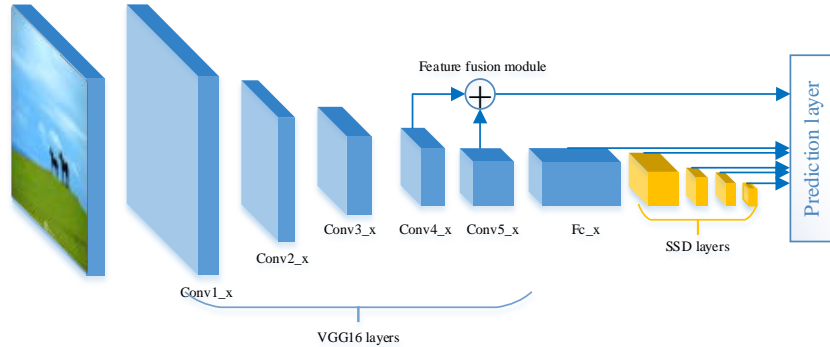 Feature fusion module
Prediction layer
Conv1_x
Conv2_x
Conv3_x
Conv4_x
Conv5_x
Fc_x
SSD layers
VGG16 layers